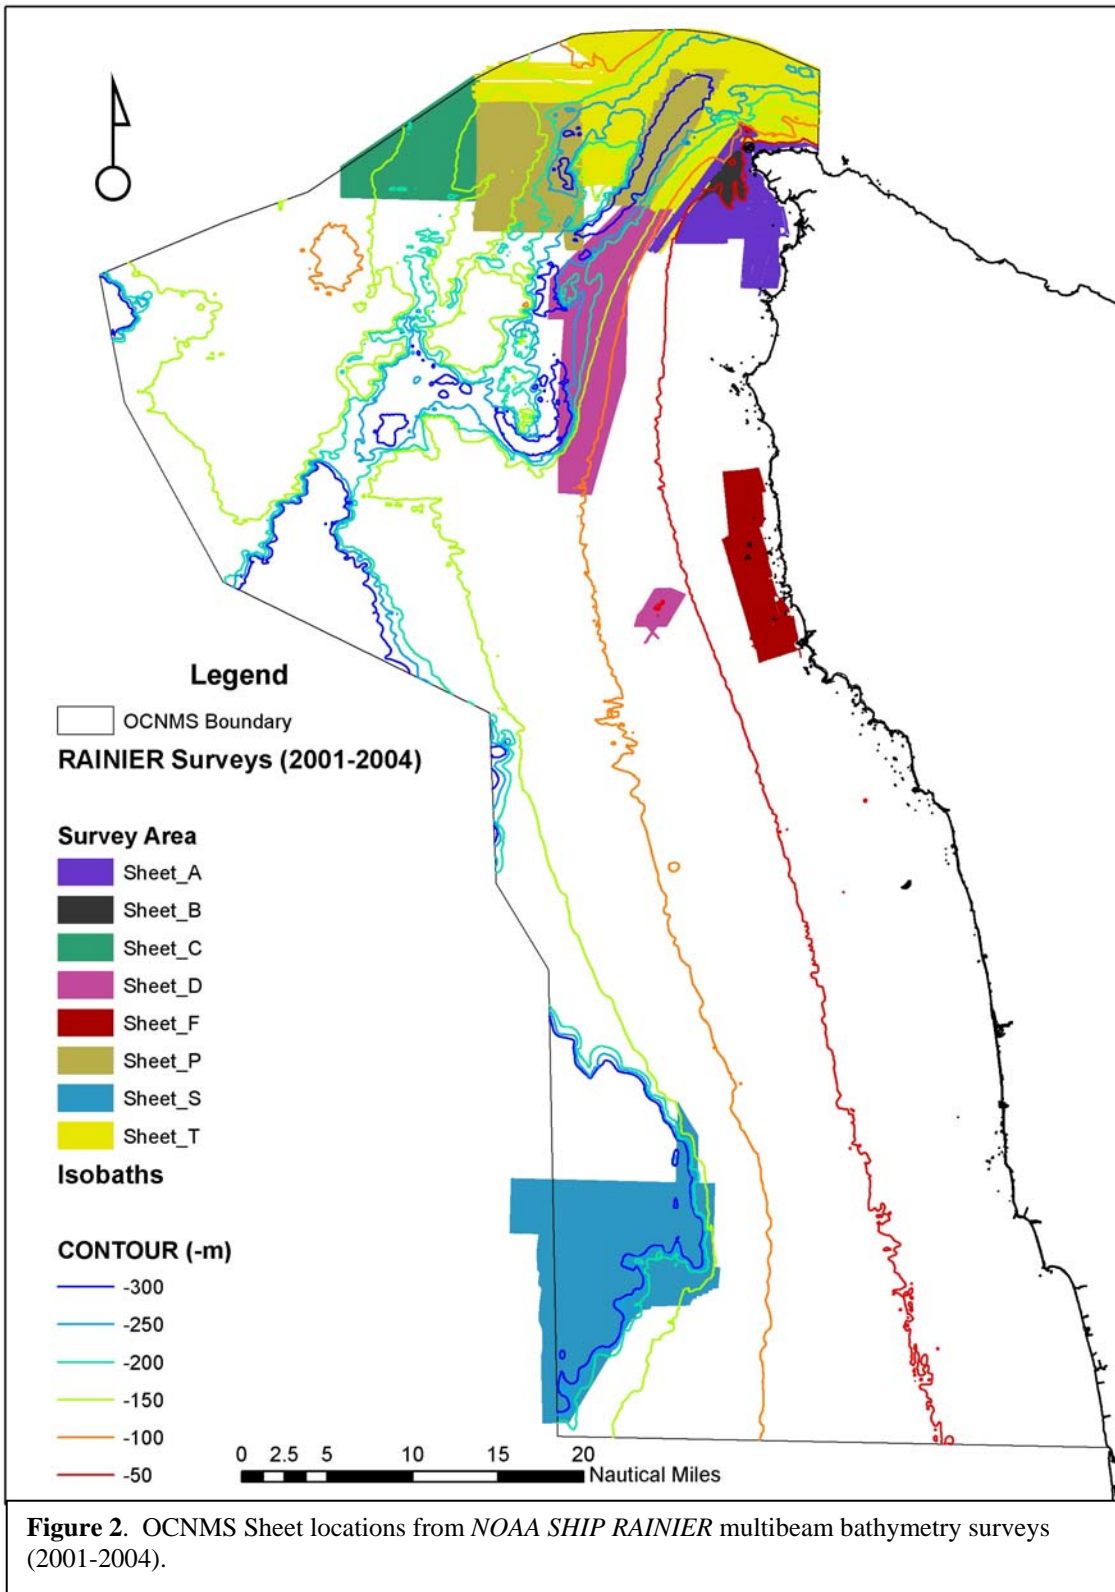 Legend
OCNMS Boundary
RAINIER Surveys (2001-2004)
Survey Area
Sheet_A
Sheet_B
Sheet_C
Sheet_D
Sheet_F
Sheet_P
Sheet_S
Sheet_T
Isobaths
CONTOUR (-m)
-300
-250
-200
-150
-100
-50
0 2.5 5 10 15 20
Nautical Miles
Figure 2. OCNMS Sheet locations from NOAA SHIP RAINIER multibeam bathymetry surveys
(2001-2004).